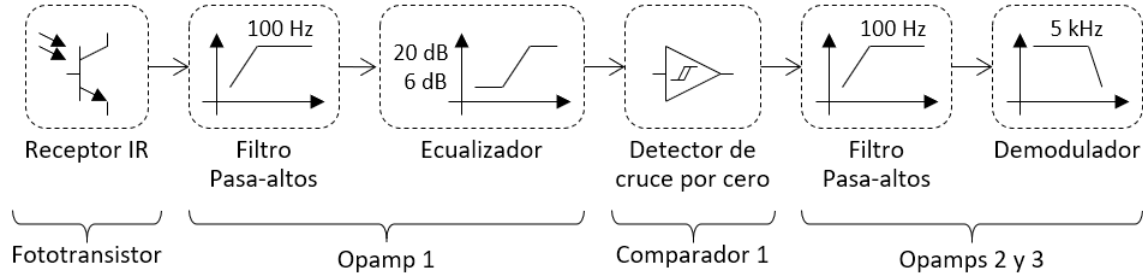 100 Hz
20 dB
6 dB
100 Hz
5 kHz
Receptor IR
Filtro
Pasa-altos
Ecualizador
Detector de
cruce por cero
Filtro
Pasa-altos
Demodulador
Fototransistor
Opamp 1
Comparador 1
Opamps 2 y 3